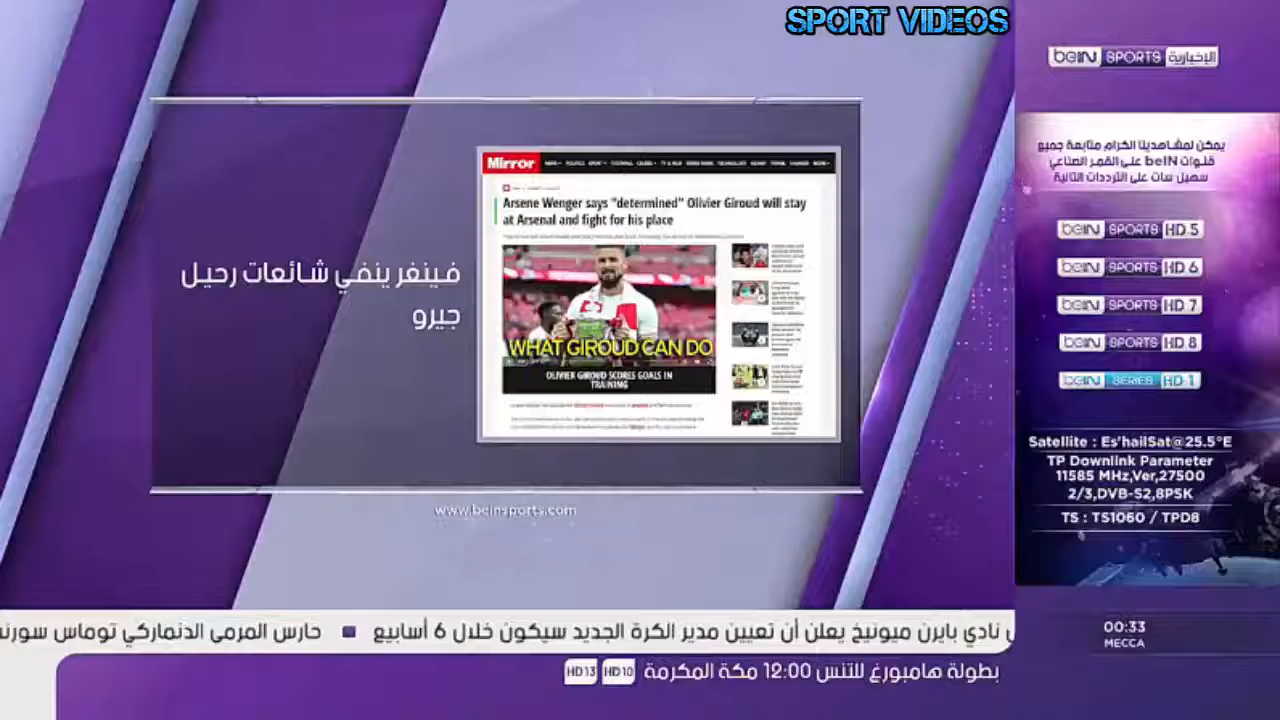 SPORT VIDEOS
beIN SPORTS الإخبارية
Mirror
Arsene Wenger says "determined" Olivier Giroud will stay
at Arsenal and fight for his place
WHAT GIROUD CAN DO
OLIVIER GIROUD SCORES GOALS IN
TRAINING
فينغر ينفي شائعات رحيل
جيرو
www.beinsports.com
يمكن لمشاهدينا الكرام متابعة جميع
قنوات beIN على القمر الصناعي
سهيل سات على الترددات التالية
beIN SPORTS HD 5
beIN SPORTS HD 6
beIN SPORTS HD 7
beIN SPORTS HD 8
beIN SERIES HD 1
Satellite : Es'hailSat@25.5°E
TP Downlink Parameter
11585 MHz,Ver,27500
2/3,DVB-S2,8PSK
TS : TS1060 / TPD8
نادي بايرن ميونيخ يعلن أن تعيين مدير الكرة الجديد سيكون خلال 6 أسابيع ■ حارس المرمى الدنماركي توماس
00:33
MECCA
بطولة هامبورغ للتنس 12:00 مكة المكرمة HD10 HD13